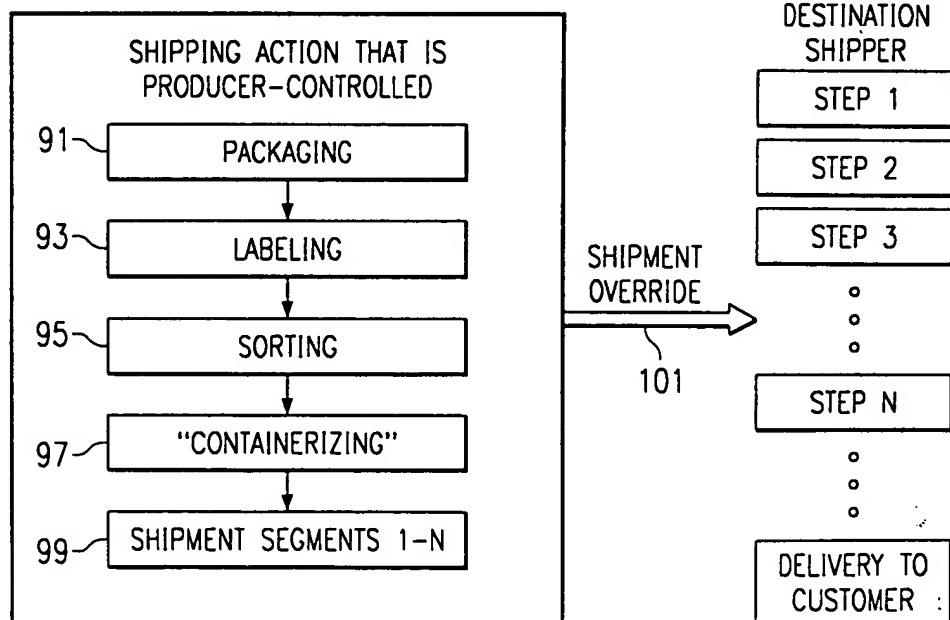 SHIPPING ACTION THAT IS
PRODUCER-CONTROLLED
91
PACKAGING
93
LABELING
95
SORTING
97
"CONTAINERIZING"
99
SHIPMENT SEGMENTS 1-N
SHIPMENT
OVERRIDE
101
DESTINATION
SHIPPER
STEP 1
STEP 2
STEP 3
STEP N
DELIVERY TO
CUSTOMER